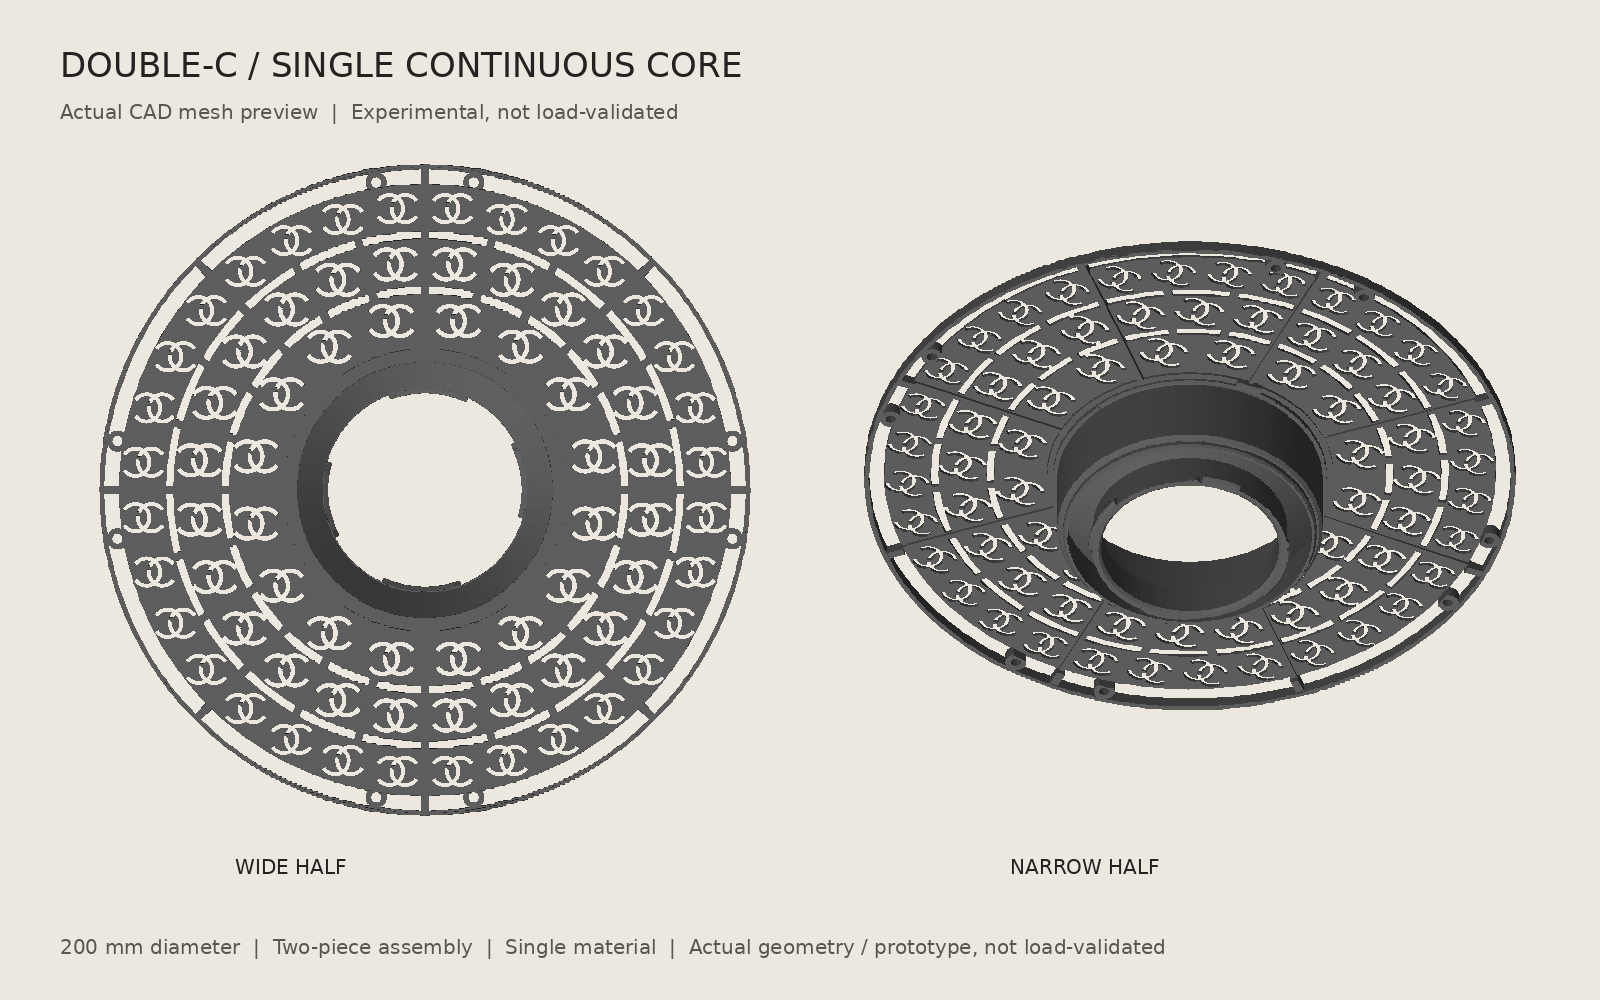 DOUBLE-C / SINGLE CONTINUOUS CORE
Actual CAD mesh preview | Experimental, not load-validated
WIDE HALF
NARROW HALF
200 mm diameter | Two-piece assembly | Single material | Actual geometry / prototype, not load-validated